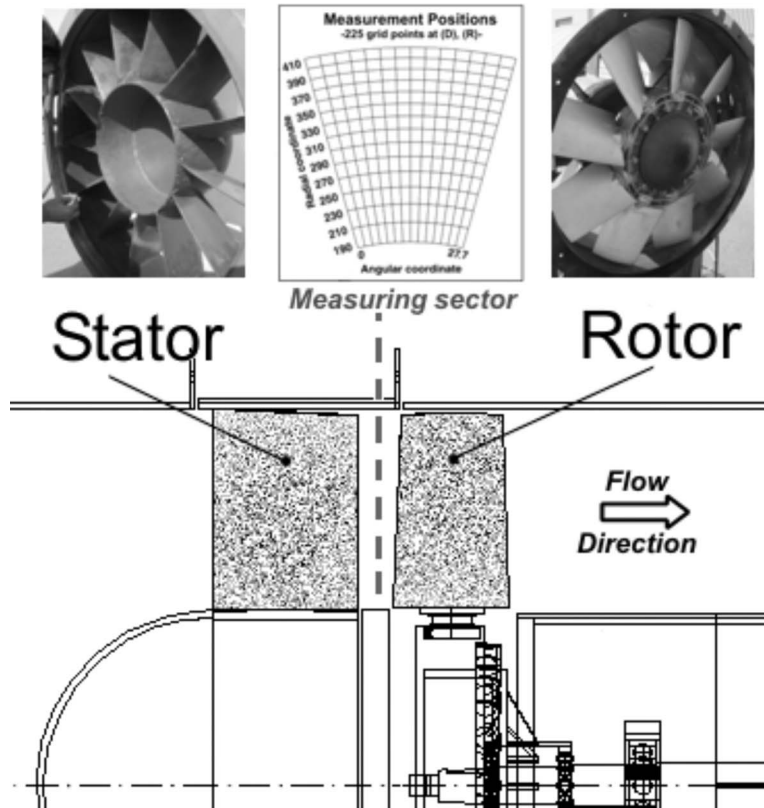 Measurement Positions
-225 grid points at (D), (R)-
410
390
370
350
330
310
290
270
250
230
210
190
Radial coordinate
0
27.7
Angular coordinate
Measuring sector
Stator
Rotor
Flow
Direction